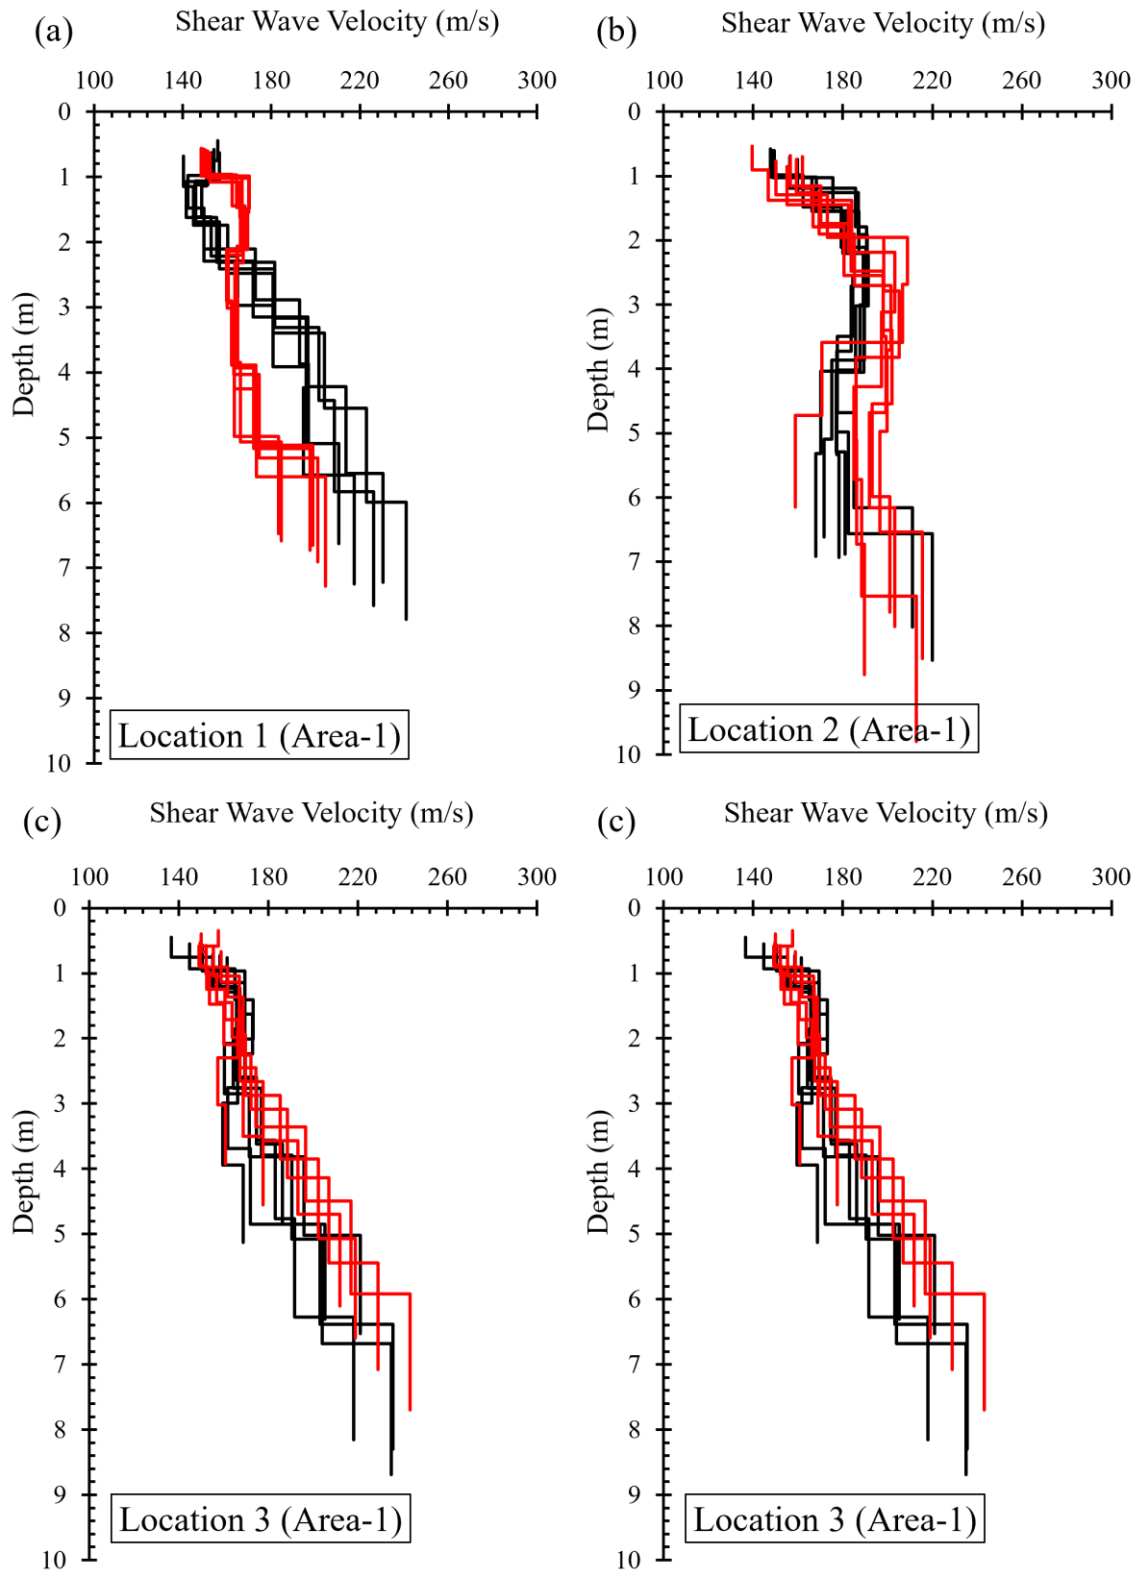 (a) Shear Wave Velocity (m/s)
100 140 180 220 260 300
0
1
2
3
4
5
6
7
8
9
10
Depth (m)
Location 1 (Area-1)
(b) Shear Wave Velocity (m/s)
100 140 180 220 260 300
0
1
2
3
4
5
6
7
8
9
10
Depth (m)
Location 2 (Area-1)
(c) Shear Wave Velocity (m/s)
100 140 180 220 260 300
0
1
2
3
4
5
6
7
8
9
10
Depth (m)
Location 3 (Area-1)
(c) Shear Wave Velocity (m/s)
100 140 180 220 260 300
0
1
2
3
4
5
6
7
8
9
10
Depth (m)
Location 3 (Area-1)